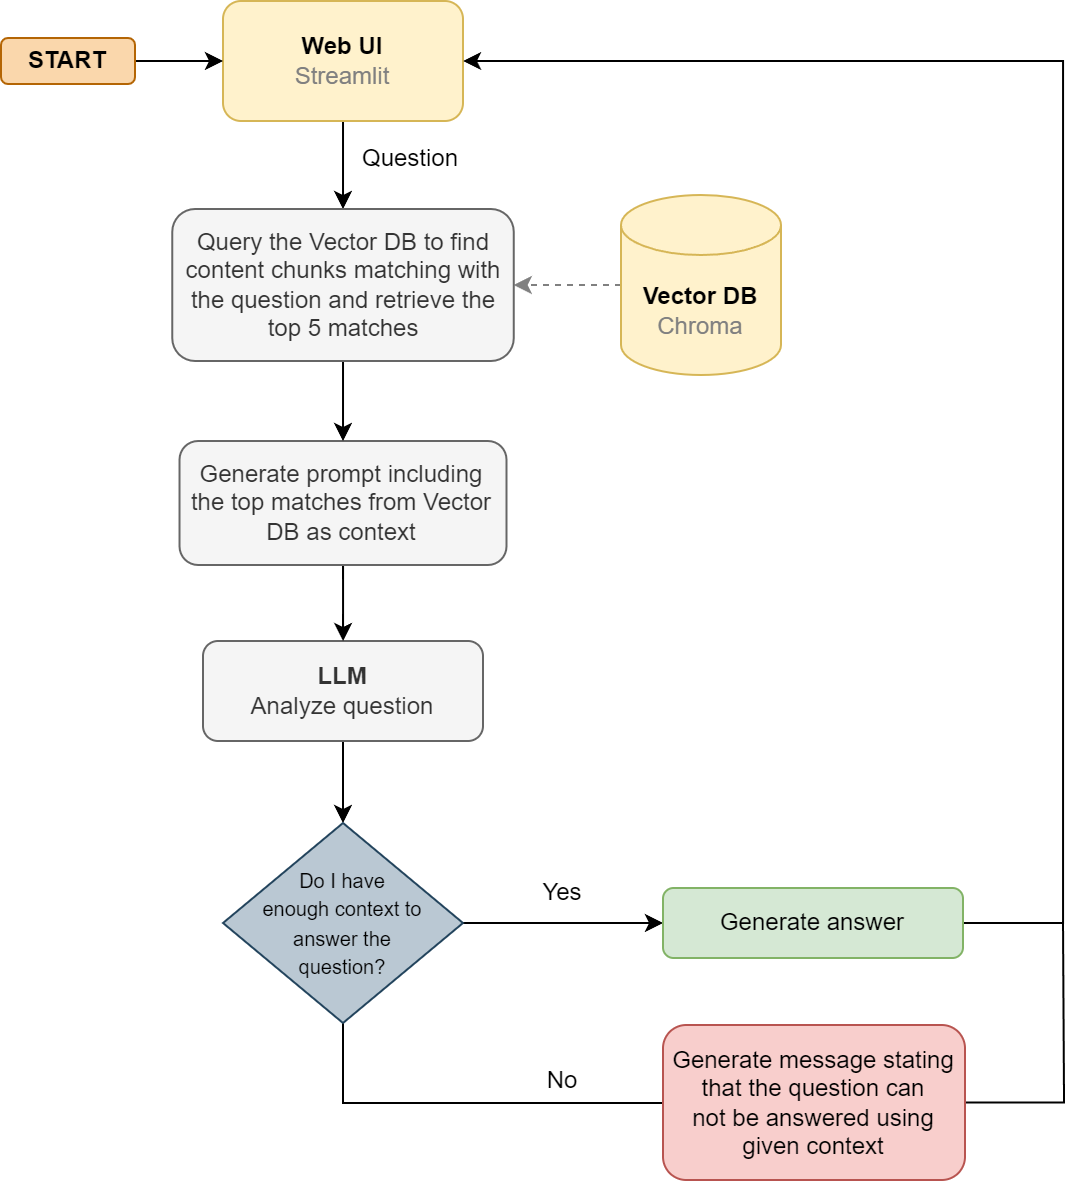 START
Web UI
Streamlit
Question
Query the Vector DB to find
content chunks matching with
the question and retrieve the
top 5 matches
Vector DB
Chroma
Generate prompt including
the top matches from Vector
DB as context
LLM
Analyze question
Do I have
enough context to
answer the
question?
Yes
Generate answer
No
Generate message stating
that the question can
not be answered using
given context